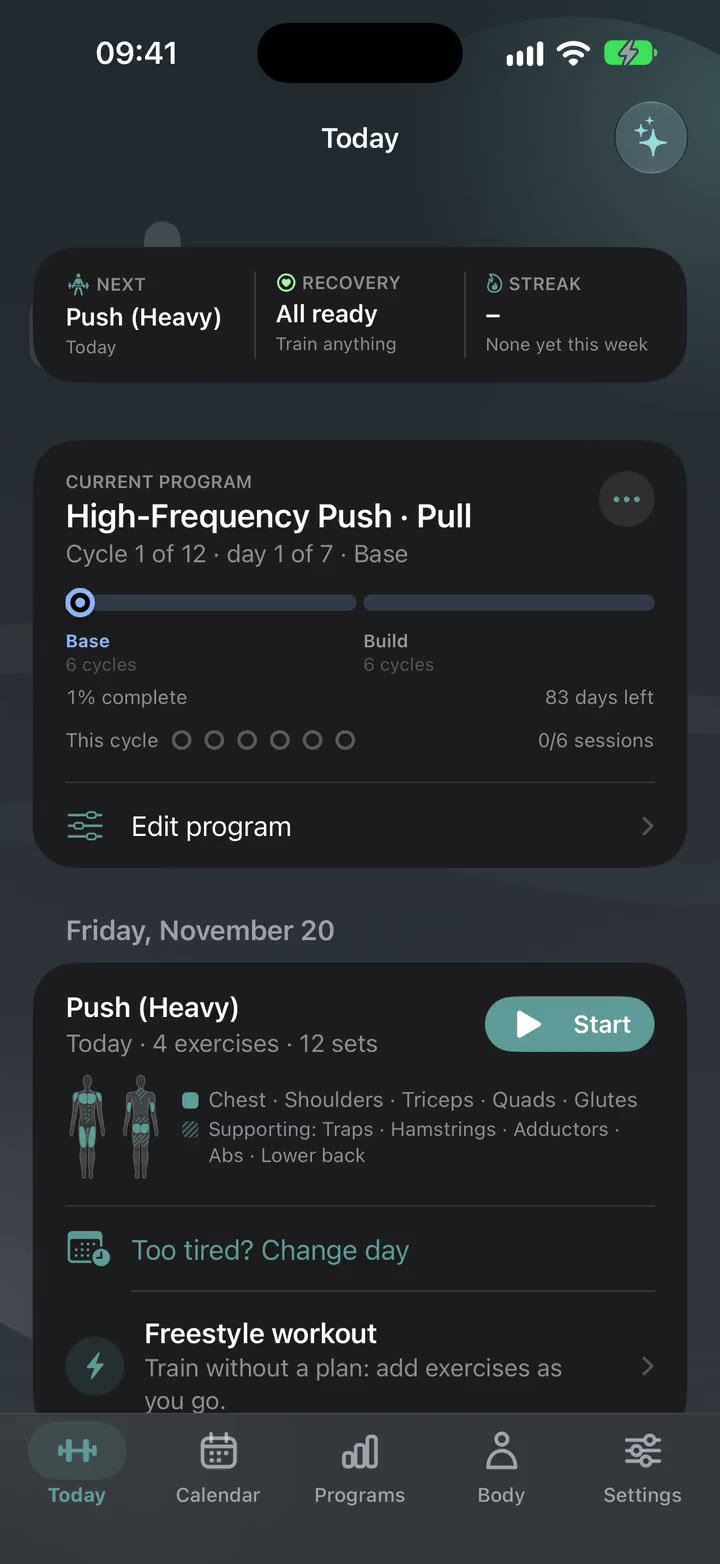 09:41
Today
NEXT
Push (Heavy)
Today
RECOVERY
All ready
Train anything
STREAK
–
None yet this week
CURRENT PROGRAM
High-Frequency Push · Pull
Cycle 1 of 12 · day 1 of 7 · Base
Base
6 cycles
Build
6 cycles
1% complete
83 days left
This cycle
0/6 sessions
Edit program
Friday, November 20
Push (Heavy)
Today · 4 exercises · 12 sets
Start
Chest · Shoulders · Triceps · Quads · Glutes
Supporting: Traps · Hamstrings · Adductors ·
Abs · Lower back
Too tired? Change day
Freestyle workout
Train without a plan: add exercises as
you go.
Today
Calendar
Programs
Body
Settings